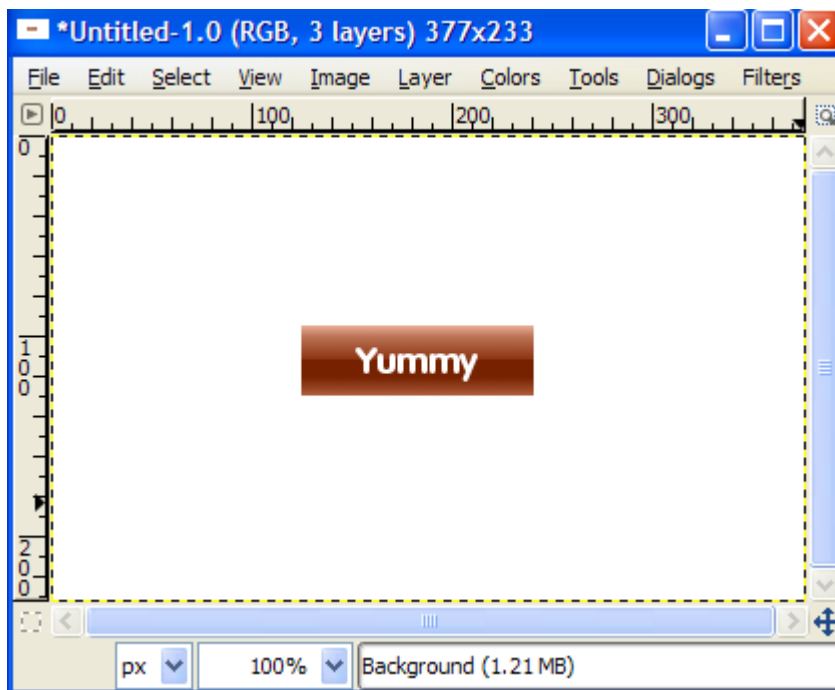 *Untitled-1.0 (RGB, 3 layers) 377x233
File Edit Select View Image Layer Colors Tools Dialogs Filters
0 100 200 300
0
100
200
Yummy
px 100% Background (1.21 MB)